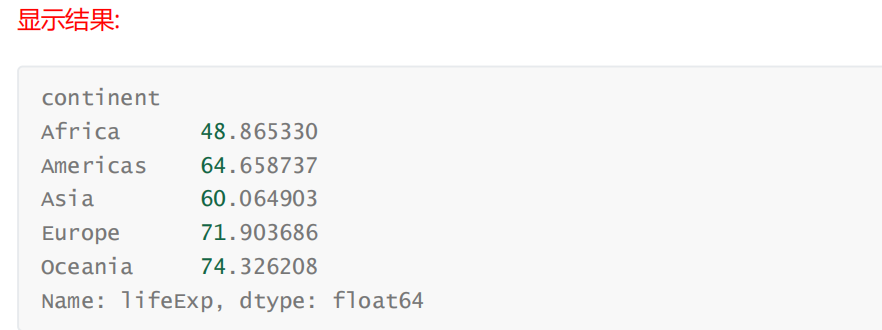 显示结果:
continent
Africa      48.865330
Americas    64.658737
Asia        60.064903
Europe      71.903686
Oceania     74.326208
Name: lifeExp, dtype: float64